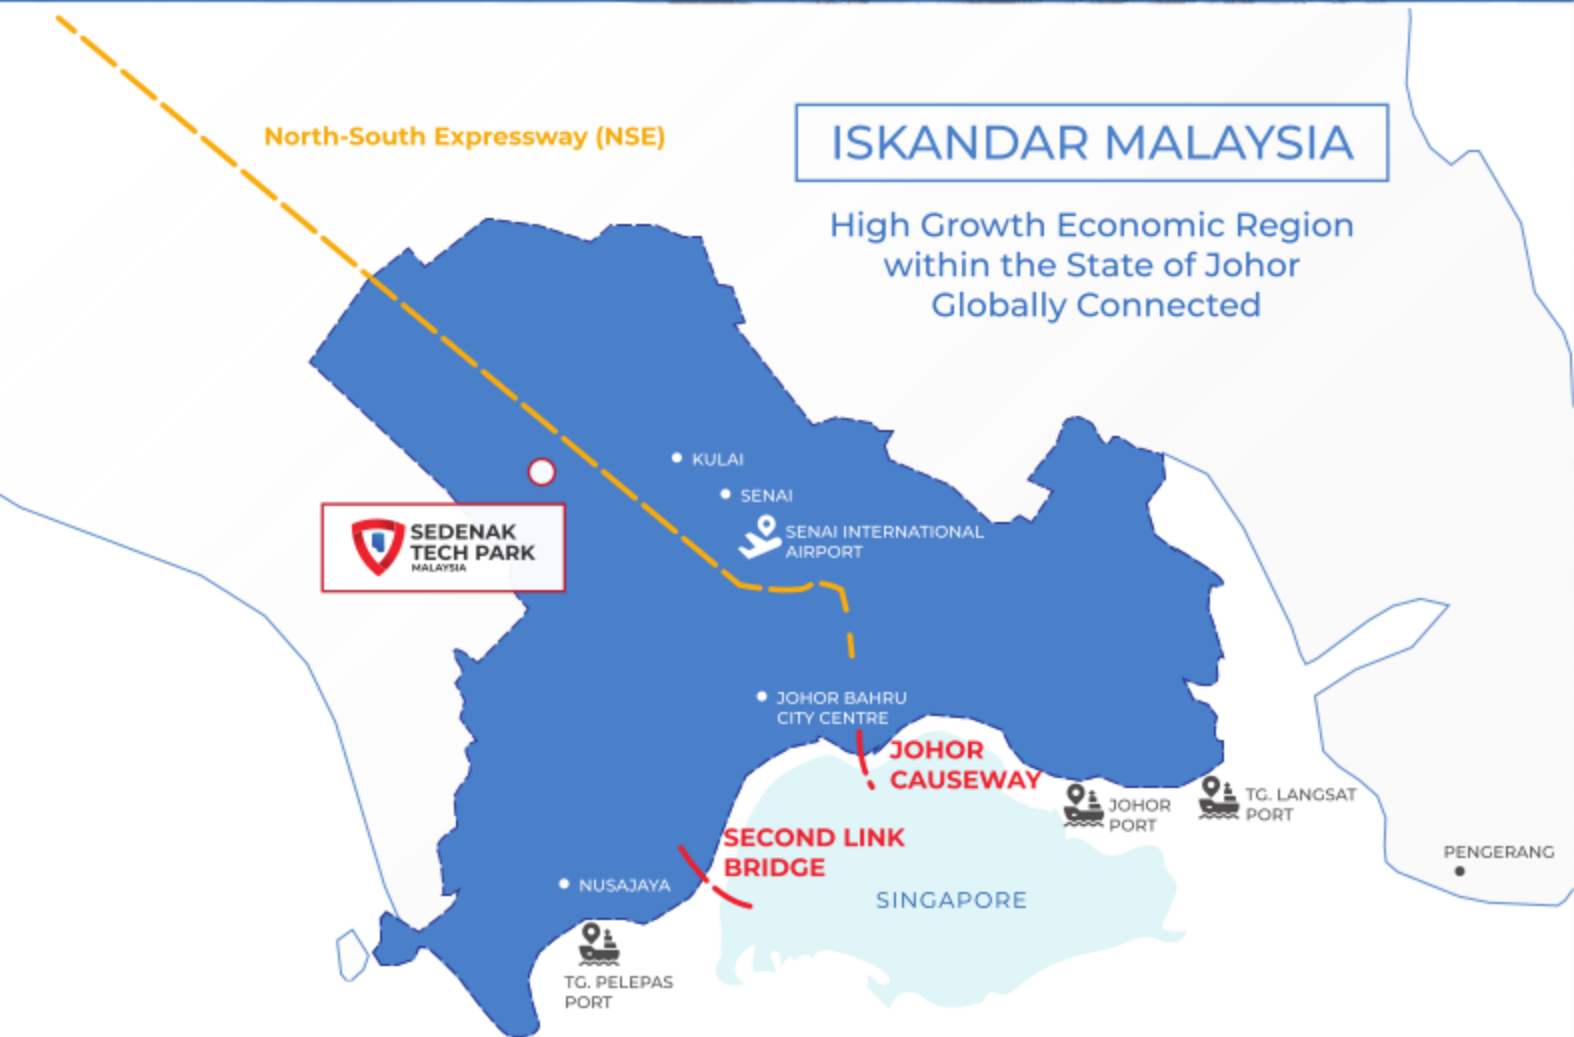 North-South Expressway (NSE)
ISKANDAR MALAYSIA
High Growth Economic Region
within the State of Johor
Globally Connected
KULAI
SENAI
SENAI INTERNATIONAL
AIRPORT
SEDENAK
TECH PARK
MALAYSIA
JOHOR BAHRU
CITY CENTRE
JOHOR
CAUSEWAY
JOHOR
PORT
TG. LANGSAT
PORT
SECOND LINK
BRIDGE
PENGERANG
NUSAJAYA
SINGAPORE
TG. PELEPAS
PORT